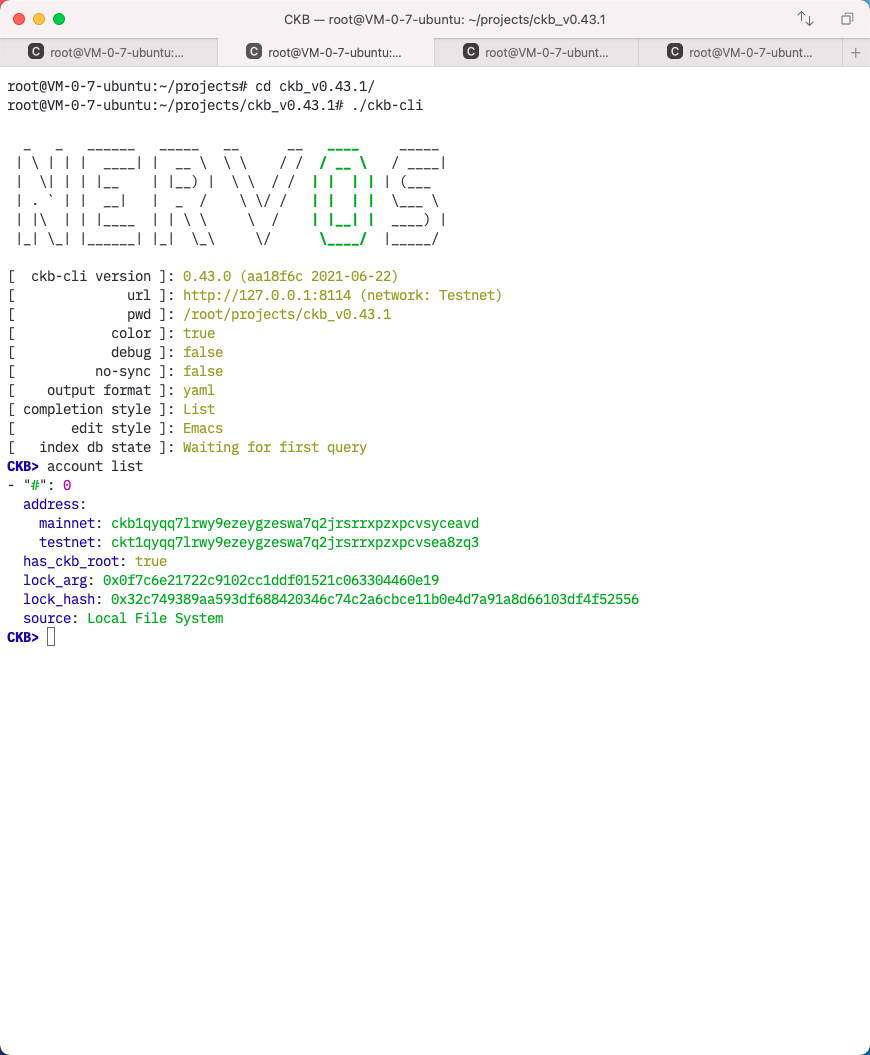 CKB — root@VM-0-7-ubuntu: ~/projects/ckb_v0.43.1
C root@VM-0-7-ubuntu:... C root@VM-0-7-ubuntu:... C root@VM-0-7-ubuntu... C root@VM-0-7-ubunt... +
root@VM-0-7-ubuntu:~/projects# cd ckb_v0.43.1/
root@VM-0-7-ubuntu:~/projects/ckb_v0.43.1# ./ckb-cli
NERVOS
[  ckb-cli version ]: 0.43.0 (aa18f6c 2021-06-22)
[              url ]: http://127.0.0.1:8114 (network: Testnet)
[              pwd ]: /root/projects/ckb_v0.43.1
[            color ]: true
[            debug ]: false
[          no-sync ]: false
[    output format ]: yaml
[ completion style ]: List
[       edit style ]: Emacs
[   index db state ]: Waiting for first query
CKB> account list
- "#": 0
  address:
    mainnet: ckb1qyqq7lrwy9ezeygzeswa7q2jrsrrxpzxpcvsyceavd
    testnet: ckt1qyqq7lrwy9ezeygzeswa7q2jrsrrxpzxpcvsea8zq3
  has_ckb_root: true
  lock_arg: 0x0f7c6e21722c9102cc1ddf01521c063304460e19
  lock_hash: 0x32c749389aa593df688420346c74c2a6cbce11b0e4d7a91a8d66103df4f52556
  source: Local File System
CKB>